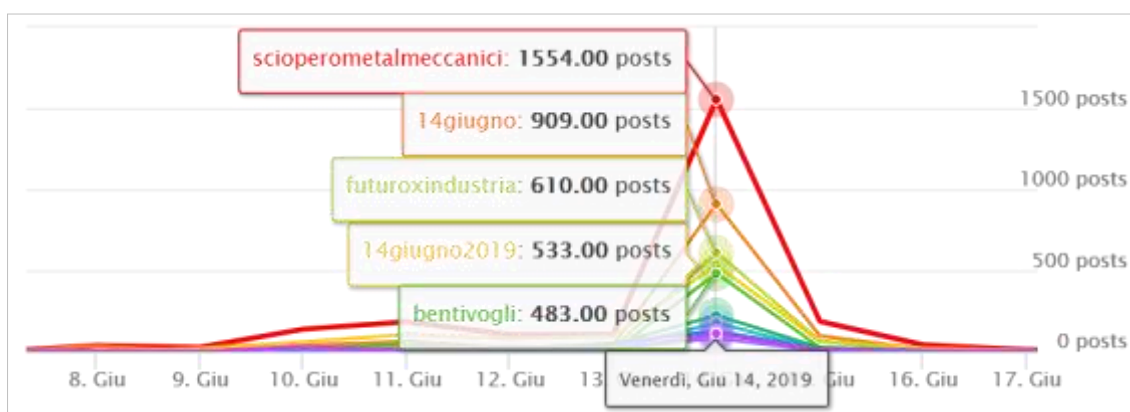 scioperometalmeccanici: 1554.00 posts
1500 posts
14giugno: 909.00 posts
1000 posts
futuroxindustria: 610.00 posts
14giugno2019: 533.00 posts
500 posts
bentivogli: 483.00 posts
0 posts
8. Giu 9. Giu 10. Giu 11. Giu 12. Giu 13. Giu 16. Giu 17. Giu
Venerdì, Giu 14, 2019